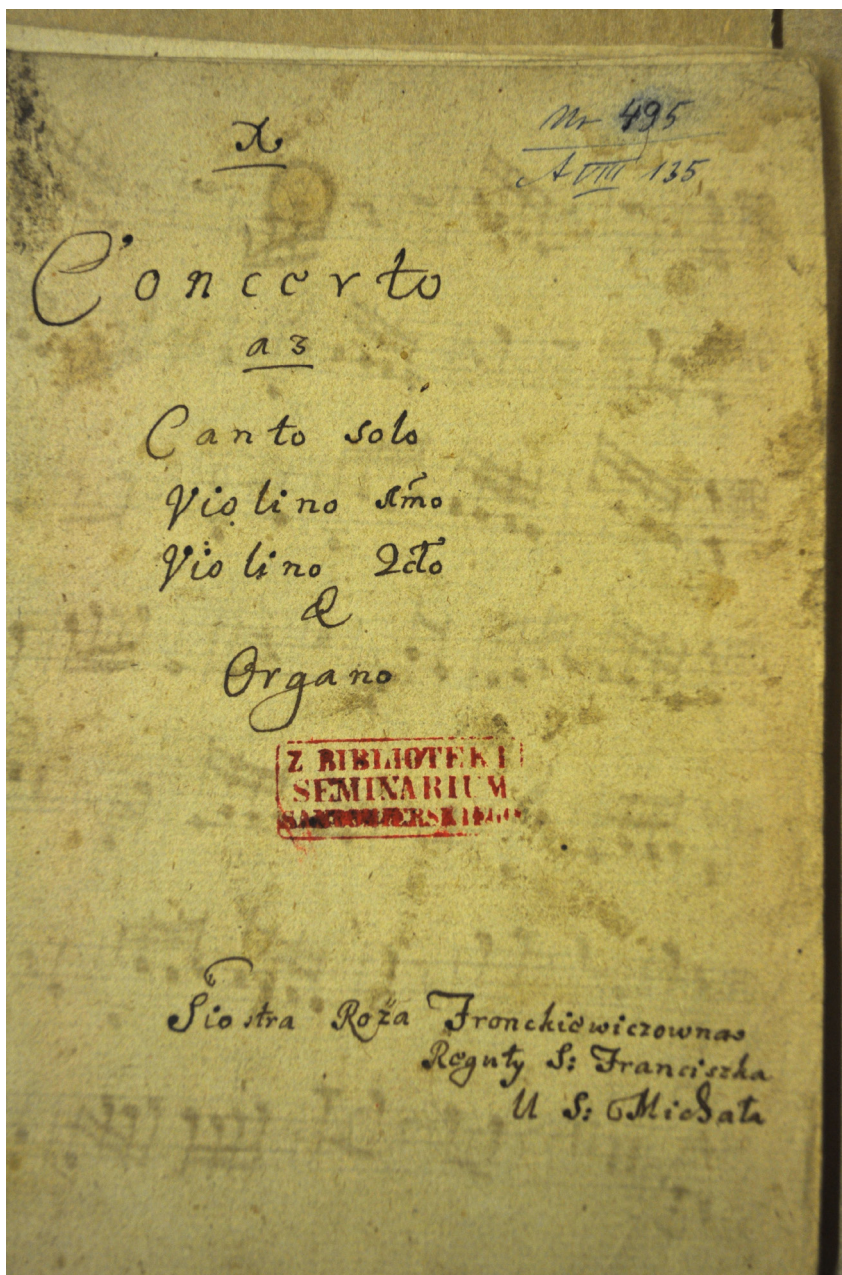 X
Nr 495
A VIII 135
Concerto
a 3
Canto solo
Violino 1mo
Violino 2do
&
Organo
Z BIBLIOTEKI
SEMINARIUM
SANDOMIERSKIEGO
Siostra Roża Fronckiewiczowna
Reguły S: Franciszka
U S: Michała